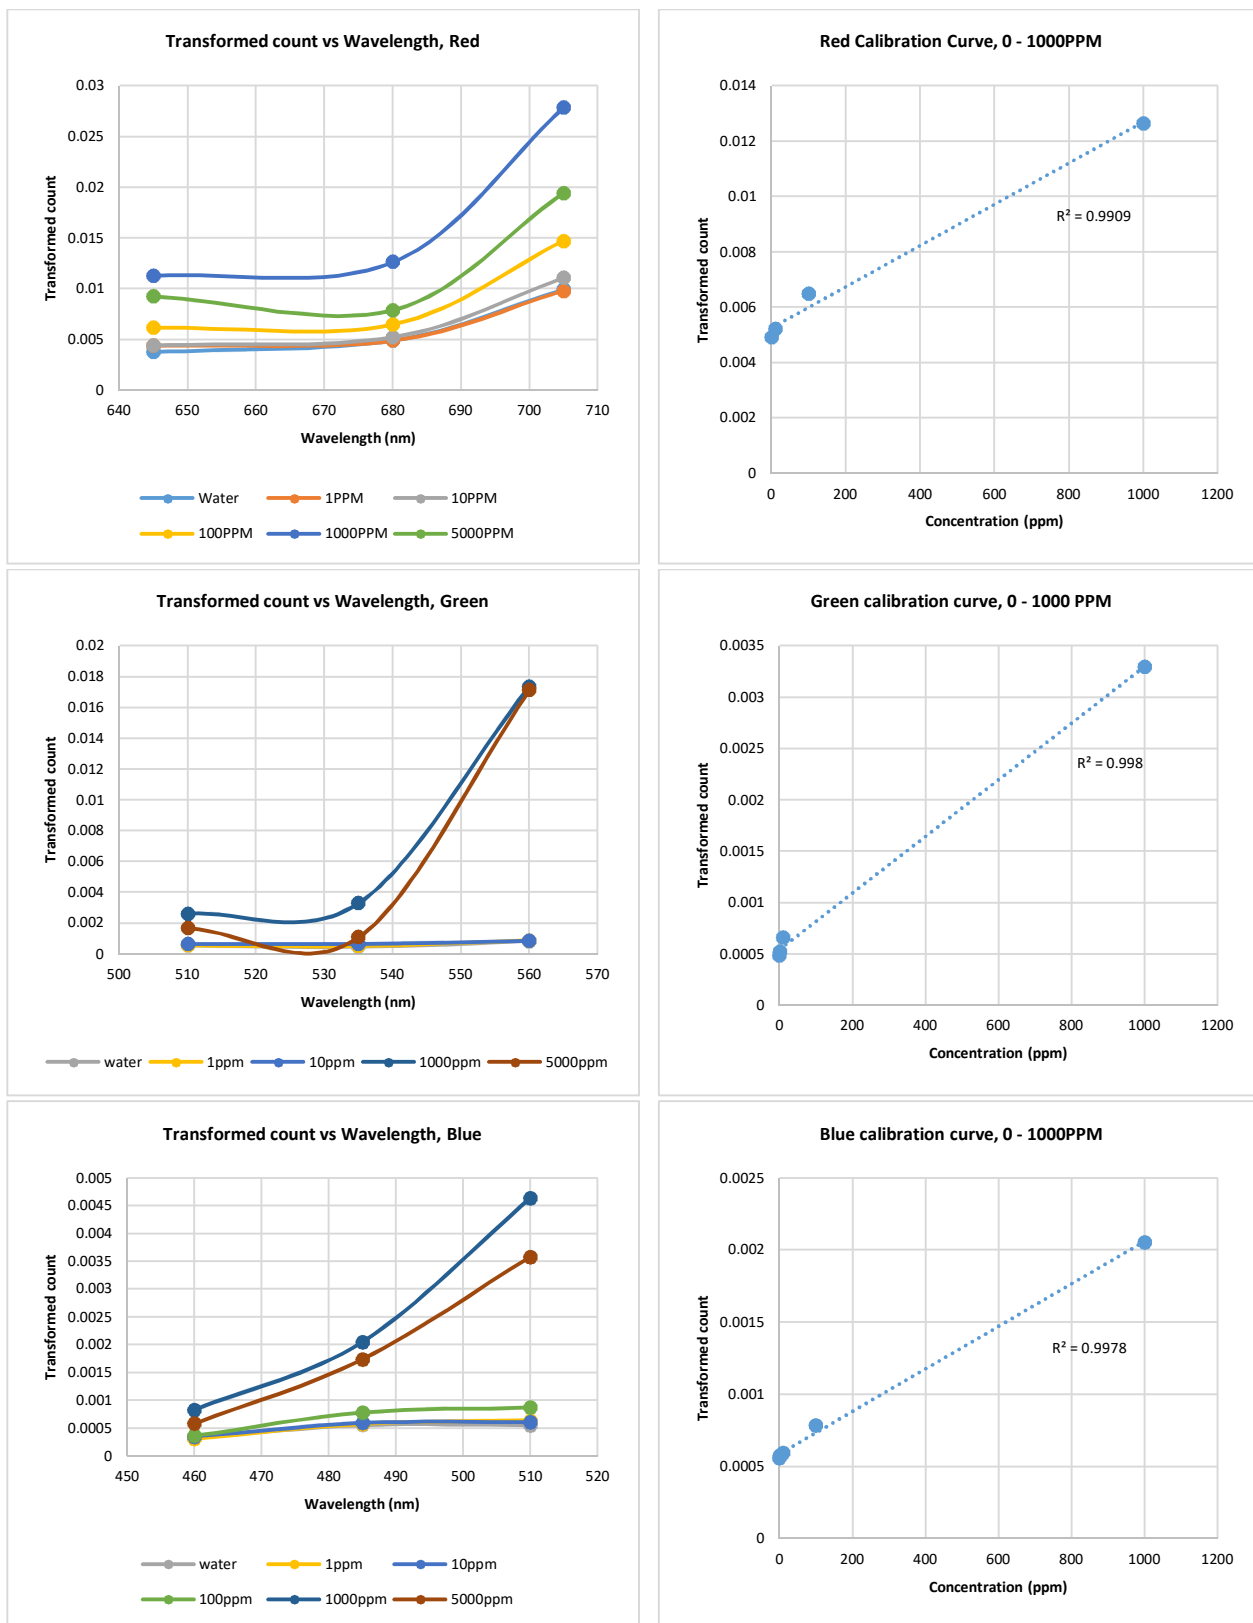 Transformed count vs Wavelength, Red
0.03
0.025
0.02
0.015
0.01
0.005
0
640 650 660 670 680 690 700 710
Transformed count
Wavelength (nm)
Water 1PPM 10PPM
100PPM 1000PPM 5000PPM
Red Calibration Curve, 0 - 1000PPM
0.014
0.012
0.01
0.008
0.006
0.004
0.002
0
0 200 400 600 800 1000 1200
Transformed count
R² = 0.9909
Concentration (ppm)
Transformed count vs Wavelength, Green
0.02
0.018
0.016
0.014
0.012
0.01
0.008
0.006
0.004
0.002
0
500 510 520 530 540 550 560 570
Transformed count
Wavelength (nm)
water 1ppm 10ppm 1000ppm 5000ppm
Green calibration curve, 0 - 1000 PPM
0.0035
0.003
0.0025
0.002
0.0015
0.001
0.0005
0
0 200 400 600 800 1000 1200
Transformed count
R² = 0.998
Concentration (ppm)
Transformed count vs Wavelength, Blue
0.005
0.0045
0.004
0.0035
0.003
0.0025
0.002
0.0015
0.001
0.0005
0
450 460 470 480 490 500 510 520
Transformed count
Wavelength (nm)
water 1ppm 10ppm
100ppm 1000ppm 5000ppm
Blue calibration curve, 0 - 1000PPM
0.0025
0.002
0.0015
0.001
0.0005
0
0 200 400 600 800 1000 1200
Transformed count
R² = 0.9978
Concentration (ppm)